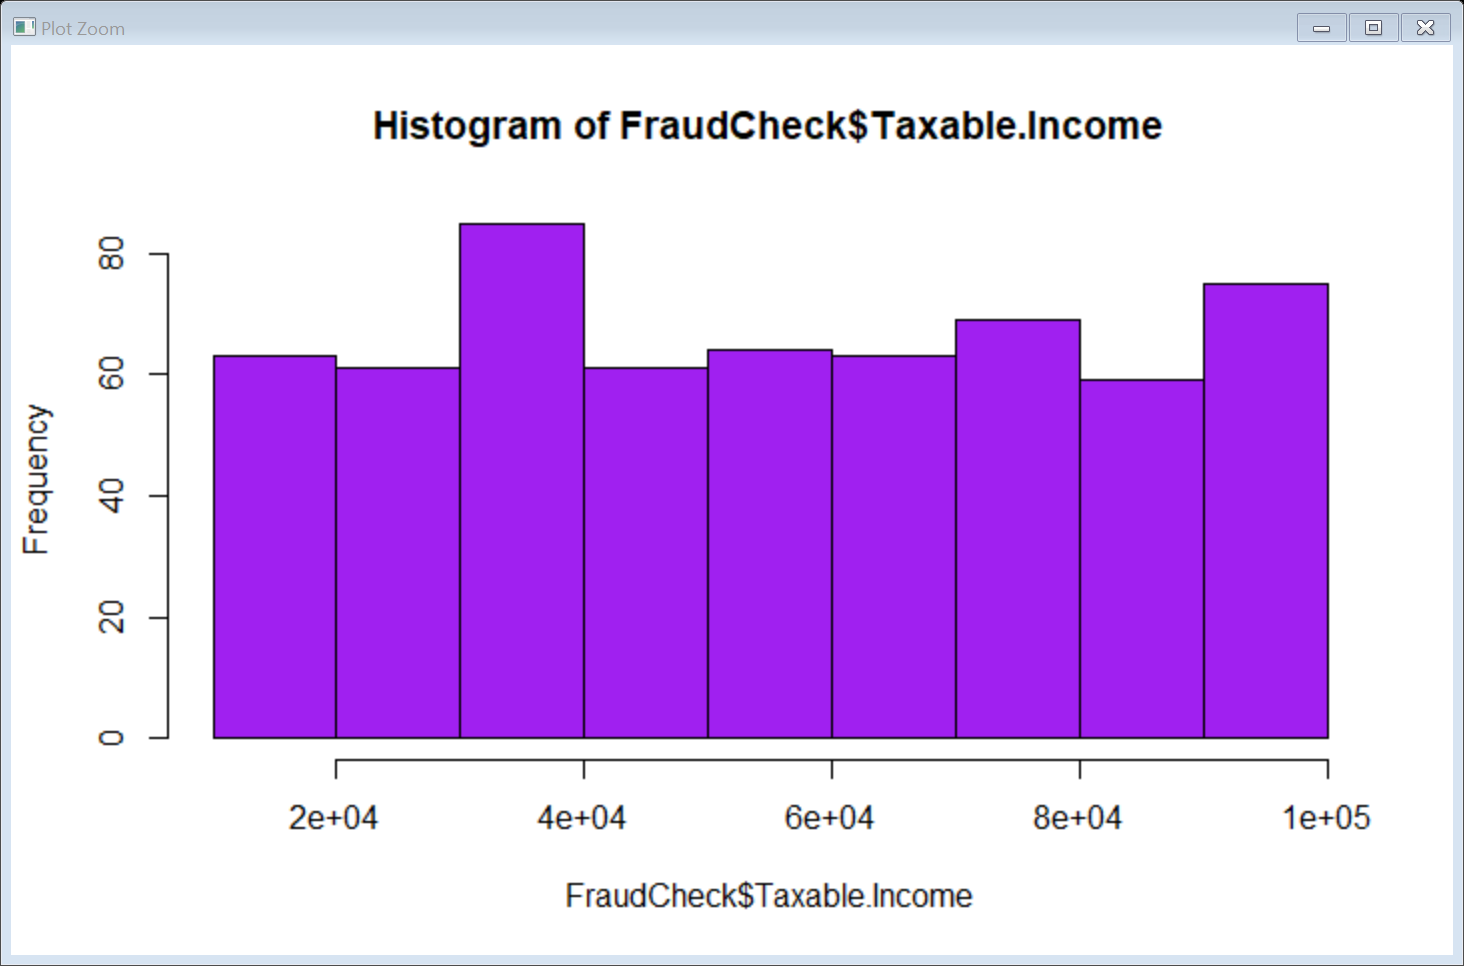 Plot Zoom
Histogram of FraudCheck$Taxable.Income
Frequency
80
60
40
20
0
2e+04 4e+04 6e+04 8e+04 1e+05
FraudCheck$Taxable.Income